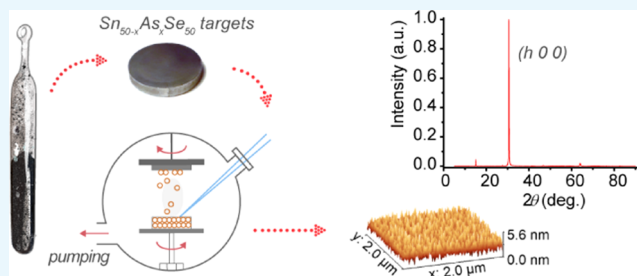 Sn50-xAsxSe50 targets
pumping
Intensity (a.u.)
1.0
0.8
0.6
0.4
0.2
0.0
(h 0 0)
0
20
40
60
80
2θ (deg.)
5.6 nm
0.0 nm
y: 2.0 µm
x: 2.0 µm